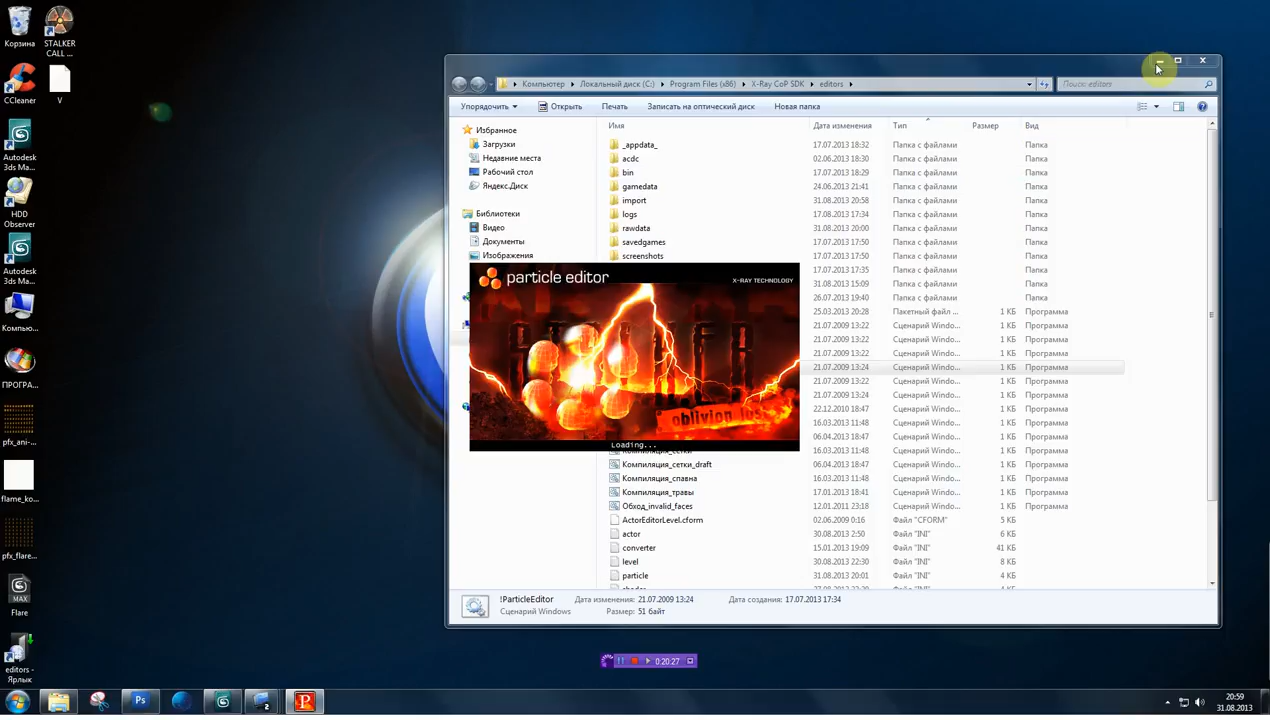 Корзина
STALKER CALL ...
CCleaner
V
Autodesk 3ds Ma...
HDD Observer
Autodesk 3ds Ma...
Компью...
ПРОГРА...
pfx_ani-...
flame_ko...
pfx_flare...
Flare
editors - Ярлык
Компьютер
Локальный диск (C:)
Program Files (x86)
X-Ray CoP SDK
editors
Поиск: editors
Упорядочить
Открыть
Печать
Записать на оптический диск
Новая папка
Избранное
Загрузки
Недавние места
Рабочий стол
Яндекс.Диск
Библиотеки
Видео
Документы
Изображения
Имя Дата изменения Тип Размер Вид
_appdata_ 17.07.2013 18:32 Папка с файлами Папка
acdc 02.06.2009 18:30 Папка с файлами Папка
bin 17.07.2013 18:29 Папка с файлами Папка
gamedata 24.06.2013 21:41 Папка с файлами Папка
import 31.08.2013 20:58 Папка с файлами Папка
logs 17.08.2013 17:34 Папка с файлами Папка
rawdata 31.08.2013 20:00 Папка с файлами Папка
savedgames 17.07.2013 17:50 Папка с файлами Папка
screenshots 17.07.2013 17:50 Папка с файлами Папка
17.07.2013 17:35 Папка с файлами Папка
31.08.2013 15:09 Папка с файлами Папка
26.07.2013 19:40 Папка с файлами Папка
25.03.2013 20:28 Пакетный файл ... 1 КБ Программа
21.07.2009 13:22 Сценарий Windo... 1 КБ Программа
21.07.2009 13:22 Сценарий Windo... 1 КБ Программа
21.07.2009 13:22 Сценарий Windo... 1 КБ Программа
21.07.2009 13:24 Сценарий Windo... 1 КБ Программа
21.07.2009 13:22 Сценарий Windo... 1 КБ Программа
21.07.2009 13:24 Сценарий Windo... 1 КБ Программа
22.12.2010 18:47 Сценарий Windo... 1 КБ Программа
16.03.2013 11:48 Сценарий Windo... 1 КБ Программа
06.04.2013 18:47 Сценарий Windo... 1 КБ Программа
16.03.2013 11:48 Сценарий Windo... 1 КБ Программа
Компиляция_сетки_draft 06.04.2013 18:47 Сценарий Windo... 1 КБ Программа
Компиляция_спавна 16.03.2013 11:48 Сценарий Windo... 1 КБ Программа
Компиляция_травы 17.01.2011 18:41 Сценарий Windo... 1 КБ Программа
Обход_invalid_faces 12.01.2011 23:18 Сценарий Windo... 1 КБ Программа
ActorEditorLevel.cform 02.06.2009 0:16 Файл "CFORM" 5 КБ
actor 30.08.2013 2:50 Файл "INI" 6 КБ
converter 15.01.2013 19:09 Файл "INI" 41 КБ
level 30.08.2013 22:30 Файл "INI" 8 КБ
particle 31.08.2013 20:01 Файл "INI" 4 КБ
particle editor
X-RAY TECHNOLOGY
oblivion lost
Loading...
!ParticleEditor Дата изменения: 21.07.2009 13:24 Дата создания: 17.07.2013 17:34
Сценарий Windows Размер: 51 байт
0:20:27
Ps
20:59
31.08.2013